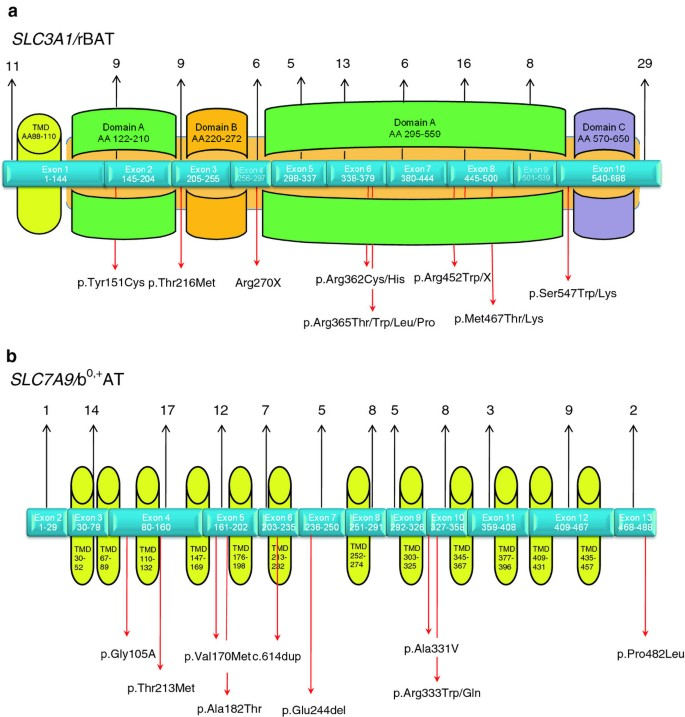 a
SLC3A1/rBAT
11 9 9 6 5 13 6 16 8 29
TMD
AA88-110
Domain A
AA 122-210
Domain B
AA220-272
Domain A
AA 295-559
Domain C
AA 570-650
Exon 1
1-144
Exon 2
145-204
Exon 3
205-255
Exon 4
256-297
Exon 5
298-337
Exon 6
338-379
Exon 7
380-444
Exon 8
445-500
Exon 9
501-539
Exon 10
540-686
p.Tyr151Cys p.Thr216Met Arg270X p.Arg362Cys/His p.Arg452Trp/X
p.Ser547Trp/Lys
p.Arg365Thr/Trp/Leu/Pro p.Met467Thr/Lys
b
SLC7A9/b0,+AT
1 14 17 12 7 5 8 5 8 3 9 2
Exon 2
1-29
Exon 3
30-79
Exon 4
80-160
Exon 5
161-202
Exon 6
203-235
Exon 7
236-250
Exon 8
251-291
Exon 9
292-326
Exon 10
327-358
Exon 11
359-408
Exon 12
409-467
Exon 13
468-488
TMD
30-
52
TMD
67-
89
TMD
110-
132
TMD
147-
169
TMD
176-
198
TMD
TMD
252-
274
TMD
303-
325
TMD
345-
367
TMD
377-
396
TMD
409-
431
TMD
435-
457
p.Gly105A p.Val170Met c.614dup p.Ala331V p.Pro482Leu
p.Thr213Met p.Arg333Trp/Gln
p.Ala182Thr p.Glu244del